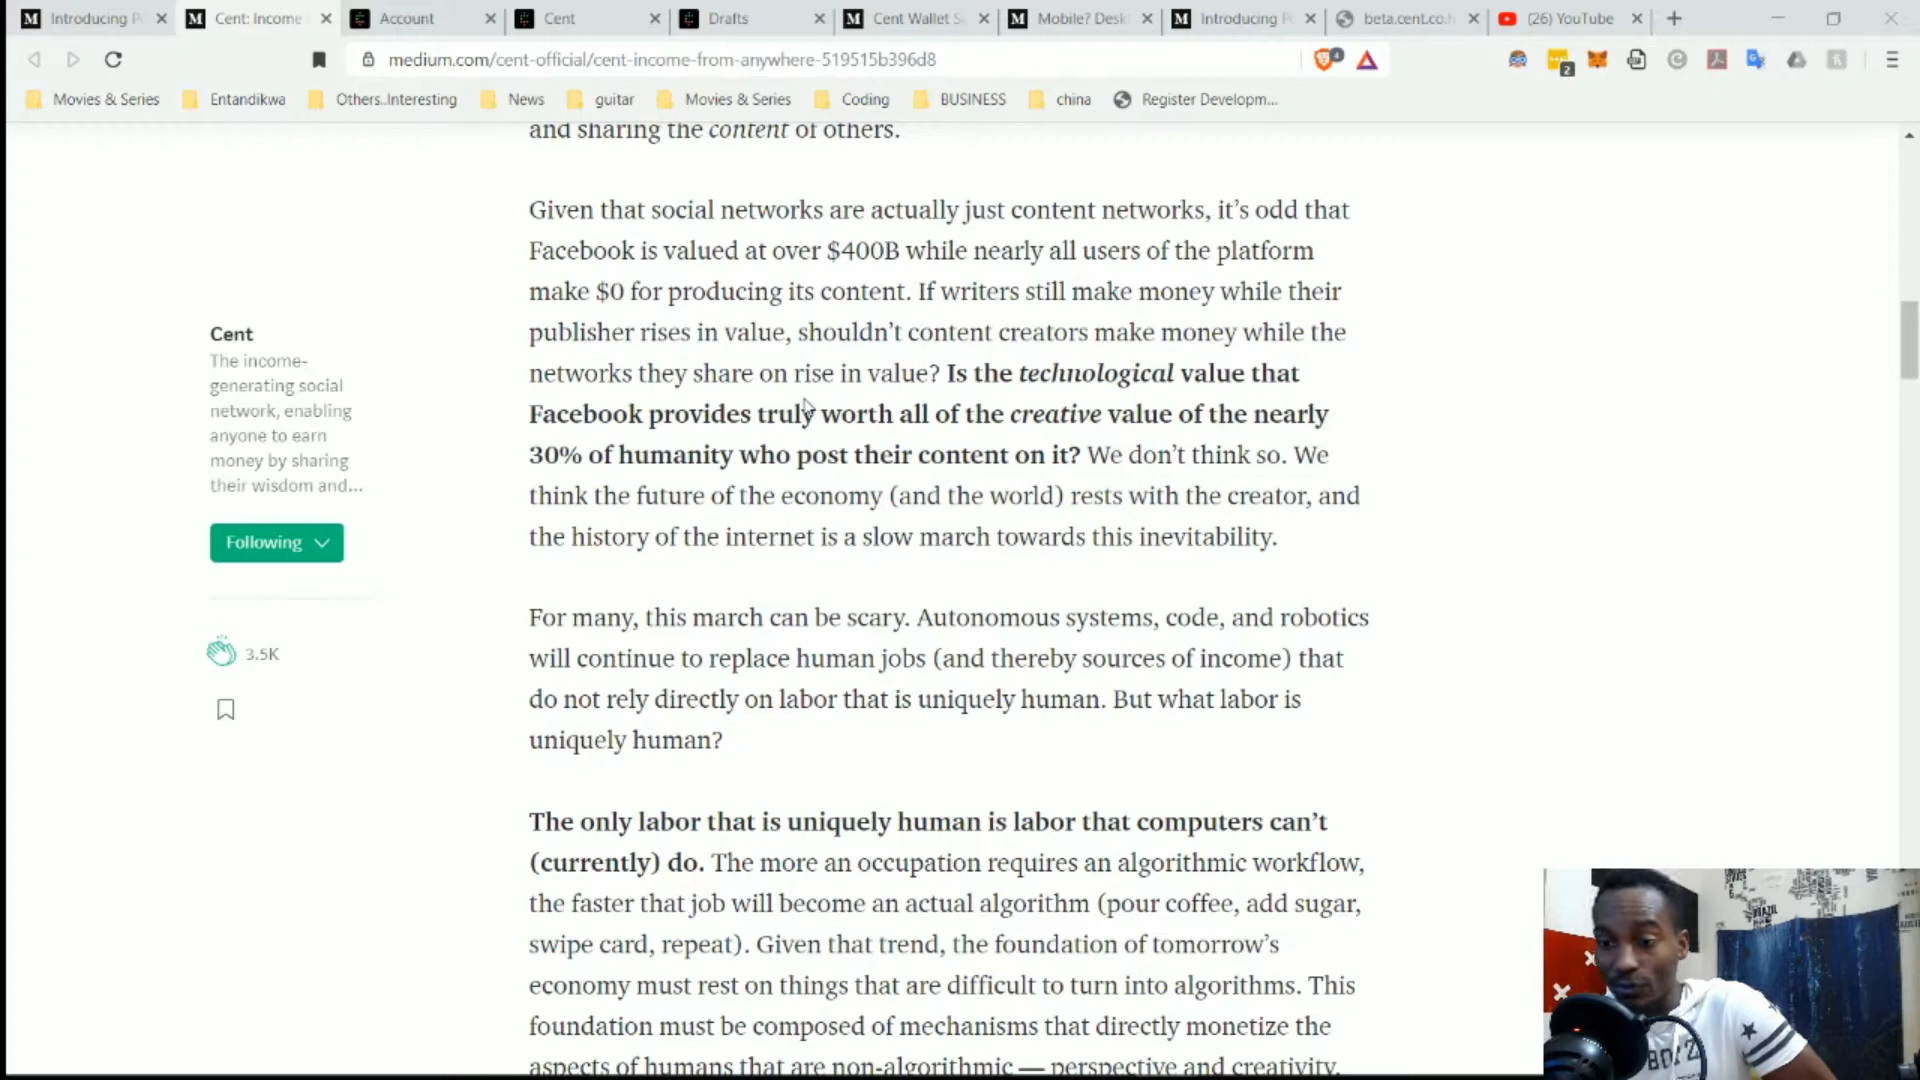 Introducing P
Cent: Income
Account
Cent
Drafts
Cent Wallet S
Mobile? Desk
Introducing P
beta.cent.co
(26) YouTube
medium.com/cent-official/cent-income-from-anywhere-519515b396d8
4
2
Movies & Series
Entandikwa
Others..Interesting
News
guitar
Movies & Series
Coding
BUSINESS
china
Register Developm...
and sharing the content of others.
Given that social networks are actually just content networks, it's odd that
Facebook is valued at over $400B while nearly all users of the platform
make $0 for producing its content. If writers still make money while their
publisher rises in value, shouldn't content creators make money while the
networks they share on rise in value? Is the technological value that
Facebook provides truly worth all of the creative value of the nearly
30% of humanity who post their content on it? We don't think so. We
think the future of the economy (and the world) rests with the creator, and
the history of the internet is a slow march towards this inevitability.
Cent
The income-
generating social
network, enabling
anyone to earn
money by sharing
their wisdom and...
Following
3.5K
For many, this march can be scary. Autonomous systems, code, and robotics
will continue to replace human jobs (and thereby sources of income) that
do not rely directly on labor that is uniquely human. But what labor is
uniquely human?
The only labor that is uniquely human is labor that computers can't
(currently) do. The more an occupation requires an algorithmic workflow,
the faster that job will become an actual algorithm (pour coffee, add sugar,
swipe card, repeat). Given that trend, the foundation of tomorrow's
economy must rest on things that are difficult to turn into algorithms. This
foundation must be composed of mechanisms that directly monetize the
aspects of humans that are non-algorithmic — perspective and creativity.